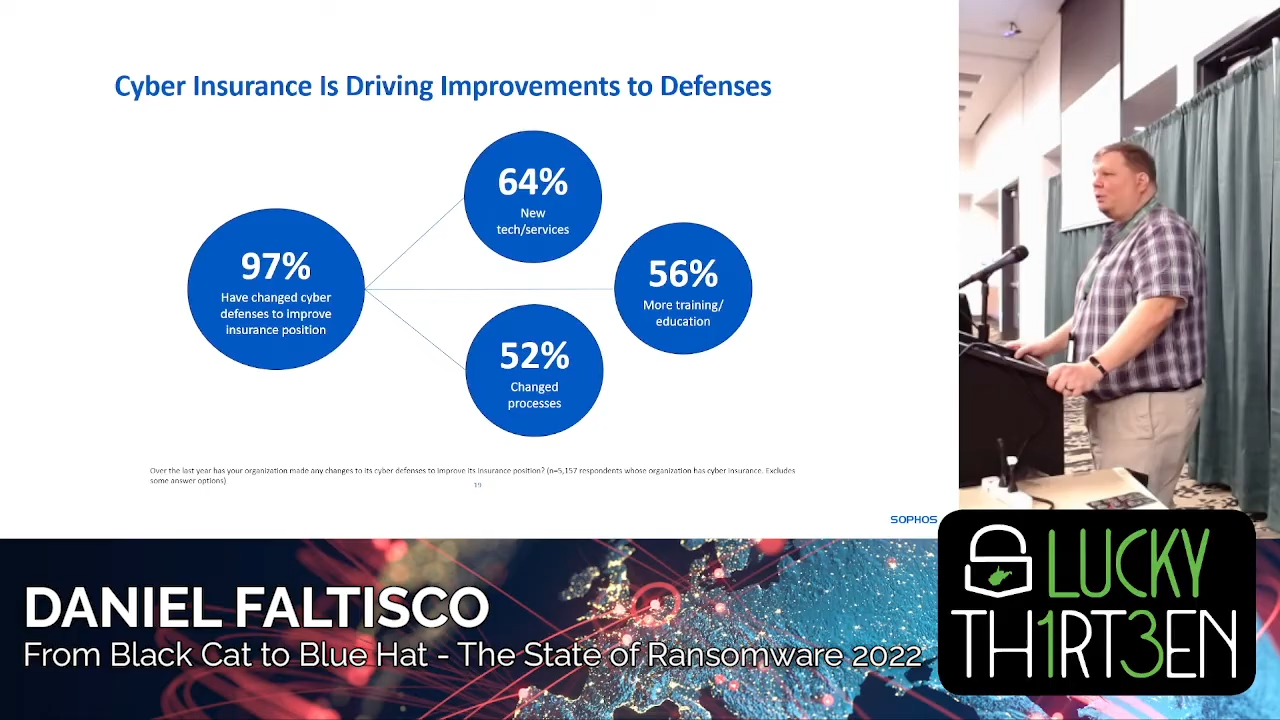 Cyber Insurance Is Driving Improvements to Defenses
64%
New
tech/services
97%
Have changed cyber
defenses to improve
insurance position
56%
More training/
education
52%
Changed
processes
Over the last year has your organization made any changes to its cyber defenses to improve its insurance position? (n=5,157 respondents whose organization has cyber insurance. Excludes
some answer options)
19
SOPHOS
DANIEL FALTISCO
From Black Cat to Blue Hat - The State of Ransomware 2022
LUCKY
TH1RT3EN